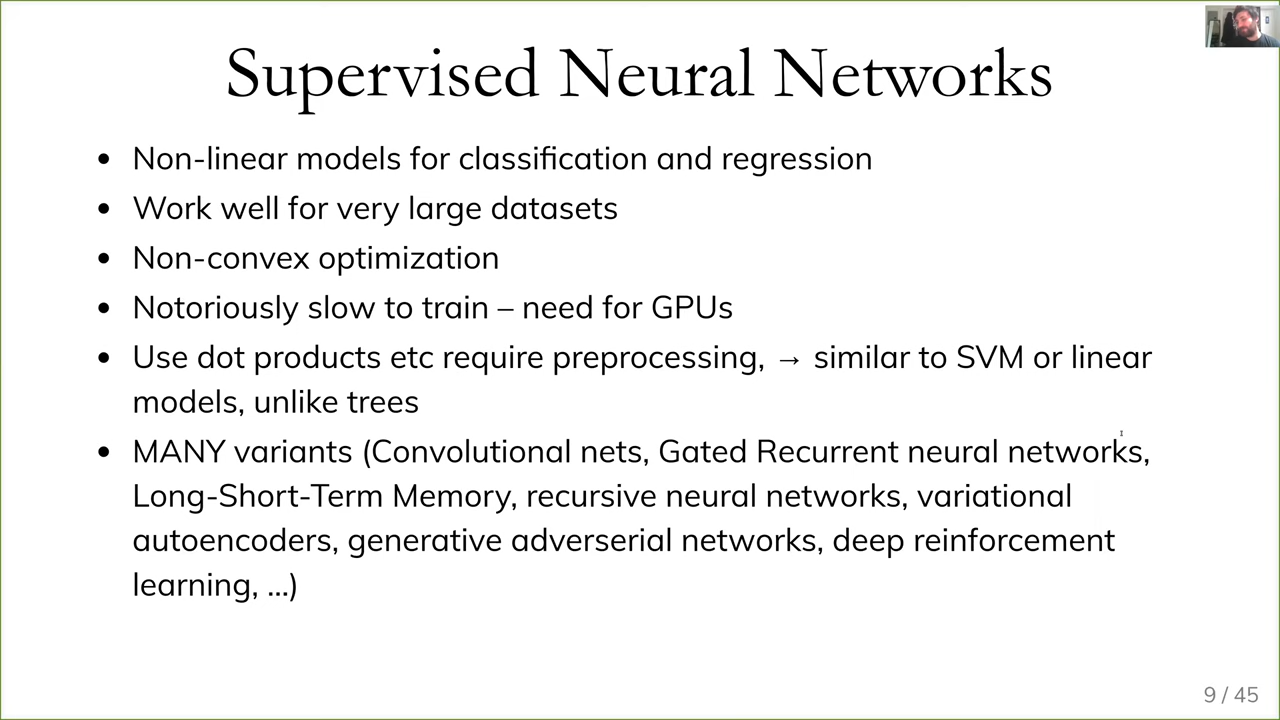 Supervised Neural Networks
• Non-linear models for classification and regression
• Work well for very large datasets
• Non-convex optimization
• Notoriously slow to train – need for GPUs
• Use dot products etc require preprocessing, → similar to SVM or linear
models, unlike trees
• MANY variants (Convolutional nets, Gated Recurrent neural networks,
Long-Short-Term Memory, recursive neural networks, variational
autoencoders, generative adverserial networks, deep reinforcement
learning, ...)
9 / 45